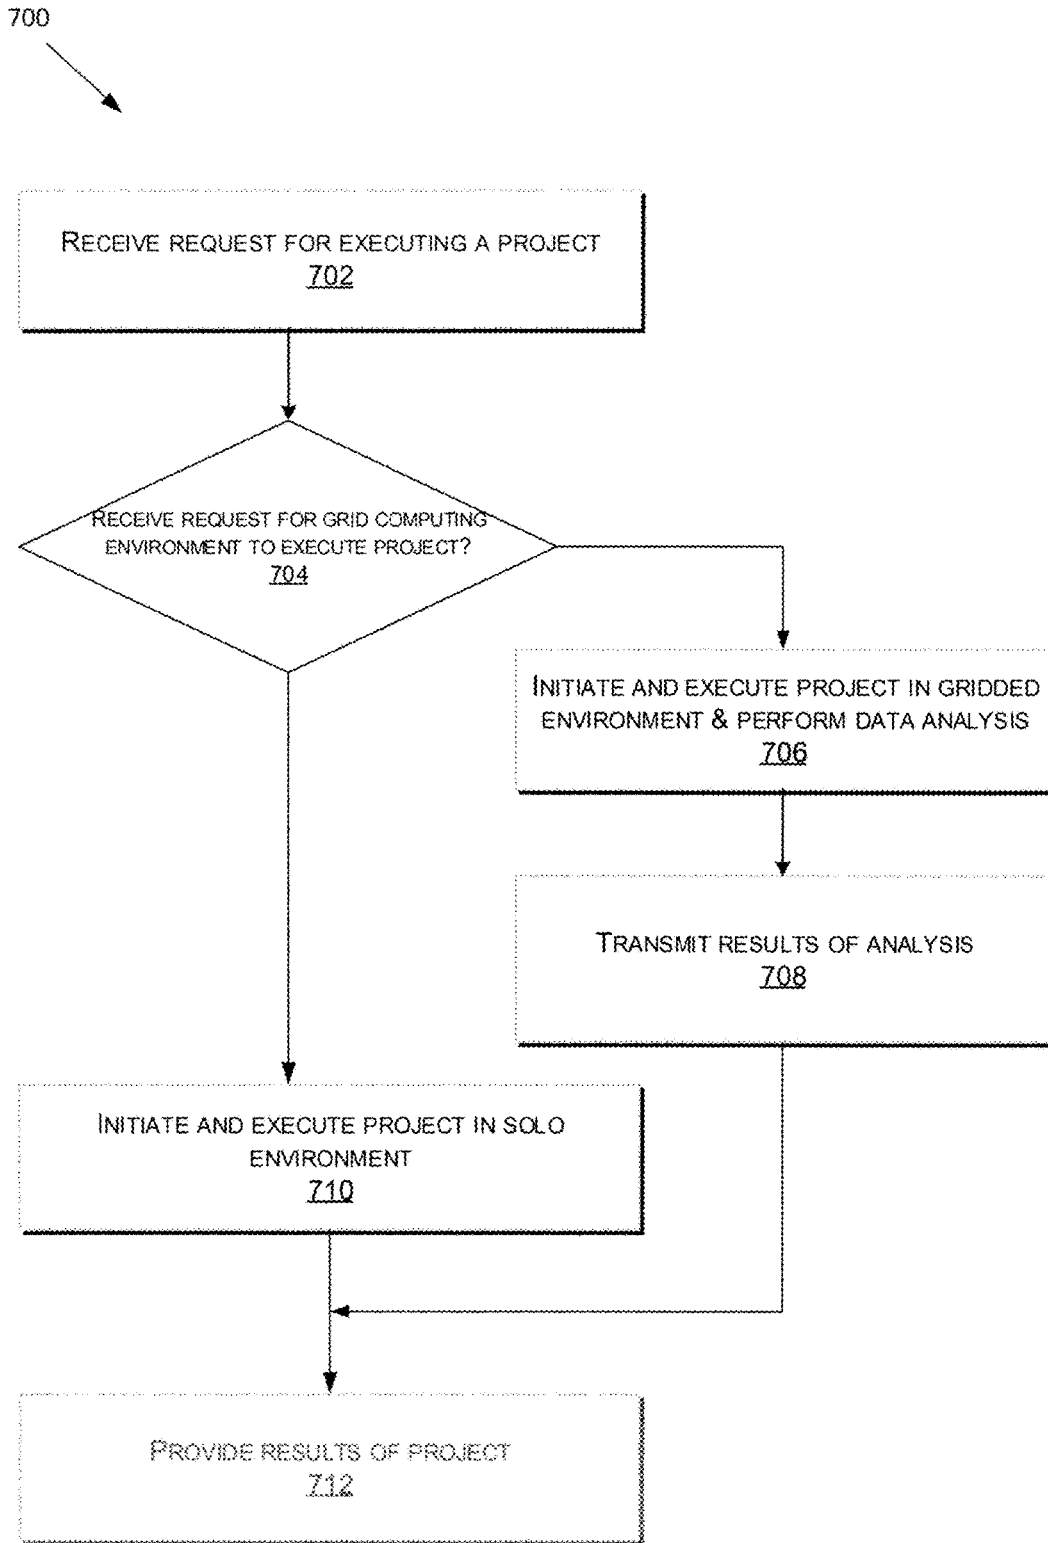 700
RECEIVE REQUEST FOR EXECUTING A PROJECT
702
RECEIVE REQUEST FOR GRID COMPUTING
ENVIRONMENT TO EXECUTE PROJECT?
704
INITIATE AND EXECUTE PROJECT IN GRIDDED
ENVIRONMENT & PERFORM DATA ANALYSIS
706
TRANSMIT RESULTS OF ANALYSIS
708
INITIATE AND EXECUTE PROJECT IN SOLO
ENVIRONMENT
710
PROVIDE RESULTS OF PROJECT
712